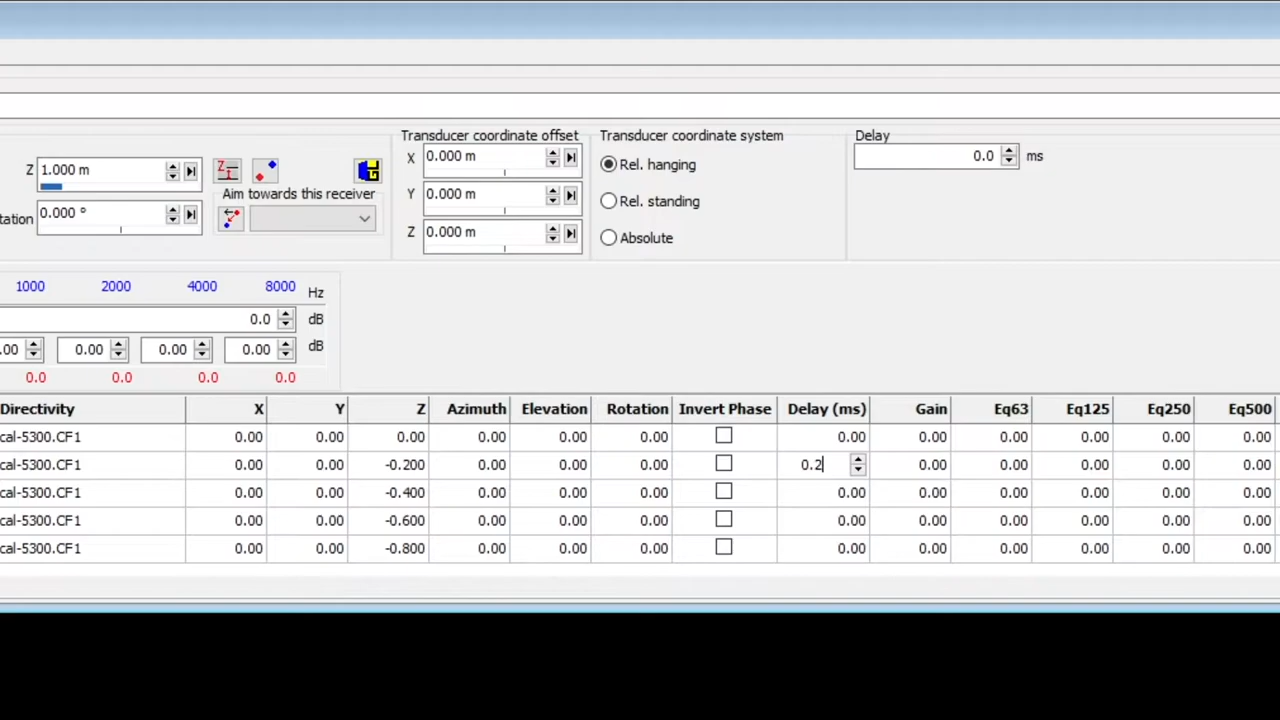 Transducer coordinate offset Transducer coordinate system Delay
X 0.000 m Rel. hanging 0.0 ms
Z 1.000 m
Aim towards this receiver Y 0.000 m Rel. standing
tation 0.000 °
Z 0.000 m Absolute
1000 2000 4000 8000 Hz
0.0 dB
.00 0.00 0.00 0.00 dB
0.0 0.0 0.0 0.0
Directivity X Y Z Azimuth Elevation Rotation Invert Phase Delay (ms) Gain Eq63 Eq125 Eq250 Eq500
cal-5300.CF1 0.00 0.00 0.00 0.00 0.00 0.00 0.00 0.00 0.00 0.00 0.00 0.00
cal-5300.CF1 0.00 0.00 -0.200 0.00 0.00 0.00 0.2 0.00 0.00 0.00 0.00 0.00
cal-5300.CF1 0.00 0.00 -0.400 0.00 0.00 0.00 0.00 0.00 0.00 0.00 0.00 0.00
cal-5300.CF1 0.00 0.00 -0.600 0.00 0.00 0.00 0.00 0.00 0.00 0.00 0.00 0.00
cal-5300.CF1 0.00 0.00 -0.800 0.00 0.00 0.00 0.00 0.00 0.00 0.00 0.00 0.00